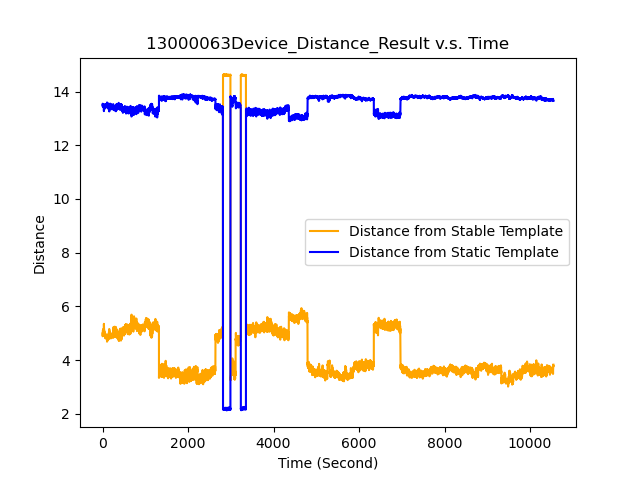 13000063Device_Distance_Result v.s. Time
14
12
10
8
6
4
2
Distance
Distance from Stable Template
Distance from Static Template
0
2000
4000
6000
8000
10000
Time (Second)